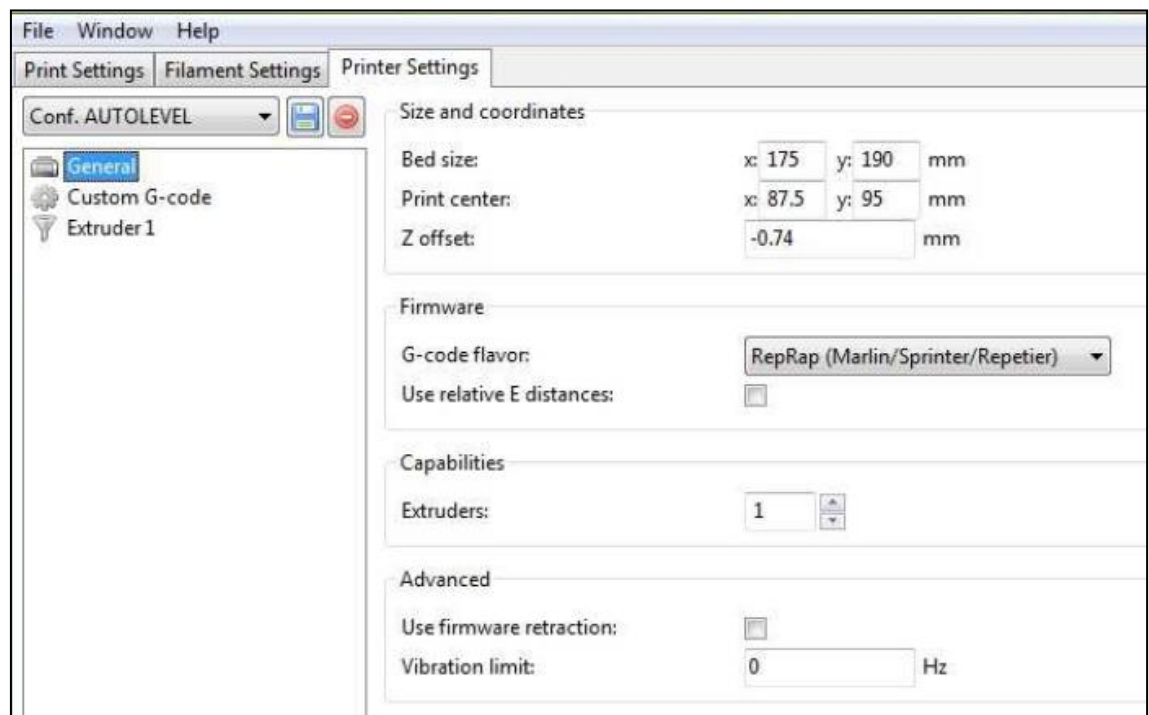 File Window Help
Print Settings Filament Settings Printer Settings
Conf. AUTOLEVEL
General
Custom G-code
Extruder 1
Size and coordinates
Bed size: x: 175 y: 190 mm
Print center: x: 87.5 y: 95 mm
Z offset: -0.74 mm
Firmware
G-code flavor: RepRap (Marlin/Sprinter/Repetier)
Use relative E distances:
Capabilities
Extruders: 1
Advanced
Use firmware retraction:
Vibration limit: 0 Hz